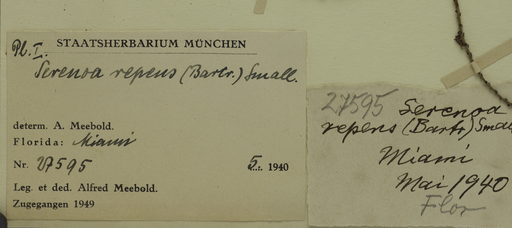 Pl. I.
STAATSHERBARIUM MÜNCHEN
Serenoa repens (Bartr.) Small.
determ. A. Meebold.
Florida: Miami
Nr. 27595 5. 1940
Leg. et ded. Alfred Meebold.
Zugegangen 1949
27595 Serenoa
repens (Bartr) Small
Miami
Mai 1940
Flor